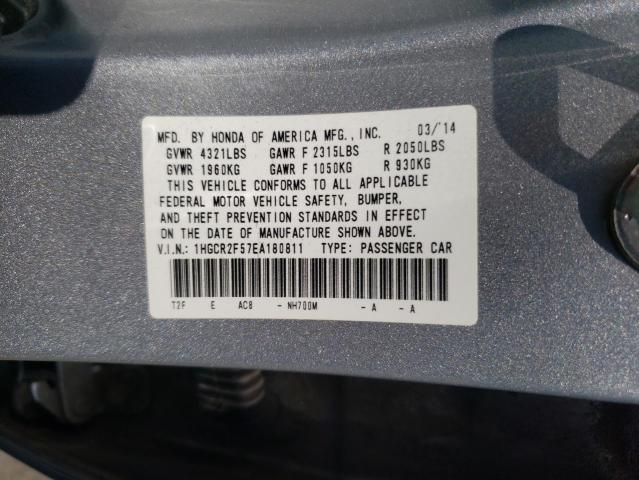 MFD. BY HONDA OF AMERICA MFG., INC. 03/'14
GVWR 4321LBS GAWR F 2315LBS R 2050LBS
GVWR 1960KG GAWR F 1050KG R 930KG
THIS VEHICLE CONFORMS TO ALL APPLICABLE
FEDERAL MOTOR VEHICLE SAFETY, BUMPER,
AND THEFT PREVENTION STANDARDS IN EFFECT
ON THE DATE OF MANUFACTURE SHOWN ABOVE.
V.I.N.: 1HGCR2F57EA180811 TYPE: PASSENGER CAR
T2F E AC8 - NH700M - A - A